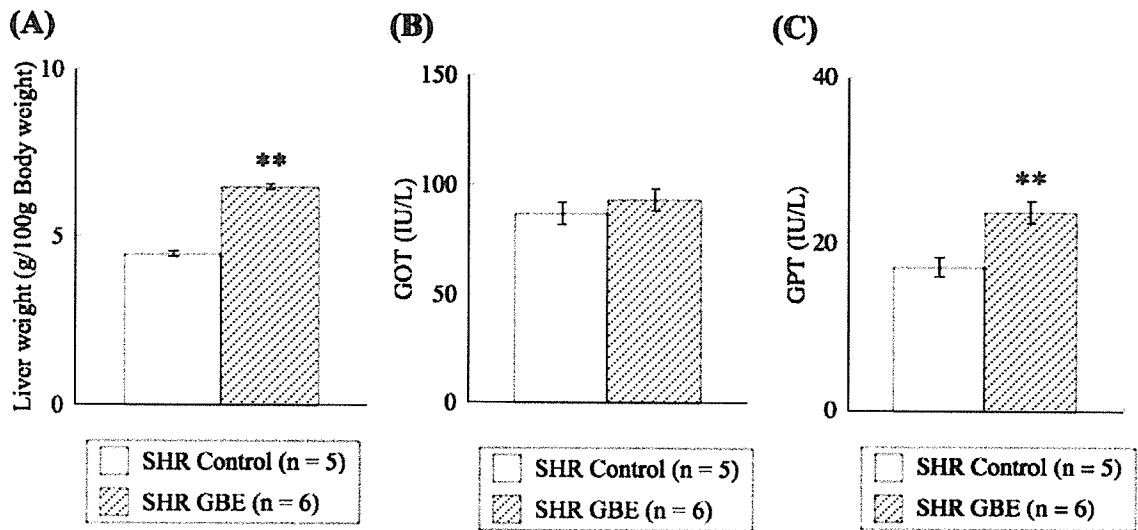 (A)
Liver weight (g/100g Body weight)
10
5
0
**
SHR Control (n = 5)
SHR GBE (n = 6)
(B)
GOT (IU/L)
150
100
50
0
SHR Control (n = 5)
SHR GBE (n = 6)
(C)
GPT (IU/L)
40
20
0
**
SHR Control (n = 5)
SHR GBE (n = 6)